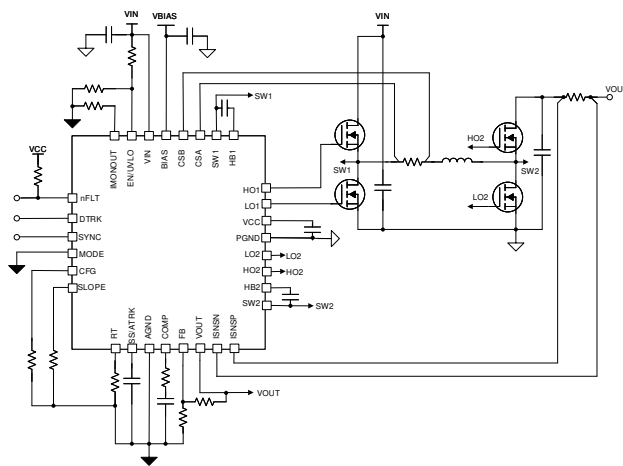 VIN
VBIAS
VIN
SW1
VOU
HO2
SW1
SW2
LO2
VCC
IMONOUT
EN/UVLO
VIN
BIAS
CSB
CSA
SW1
HB1
nFLT
DTRK
SYNC
MODE
CFG
SLOPE
HO1
LO1
VCC
PGND
LO2
LO2
HO2
HO2
HB2
SW2
SW2
RT
SS/ATRK
AGND
COMP
FB
VOUT
ISNSN
ISNSP
VOUT